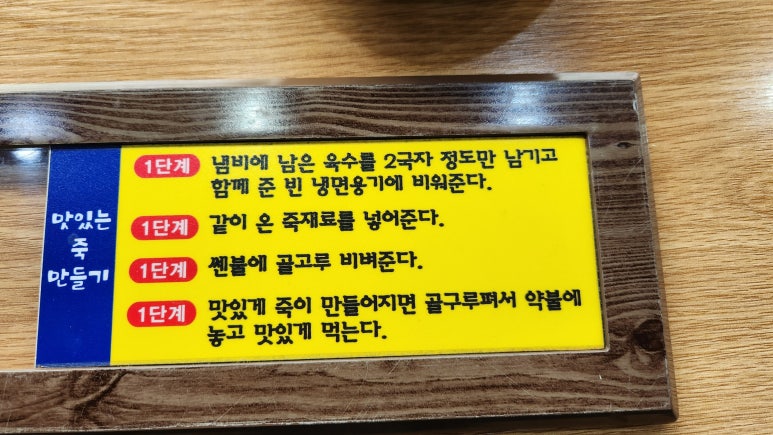 맛있는
죽
만들기
1단계 냄비에 남은 육수를 2국자 정도만 남기고
함께 준 빈 냉면용기에 비워준다.
1단계 같이 온 죽재료를 넣어준다.
1단계 쎈불에 골고루 비벼준다.
1단계 맛있게 죽이 만들어지면 골구루펴서 약불에
놓고 맛있게 먹는다.